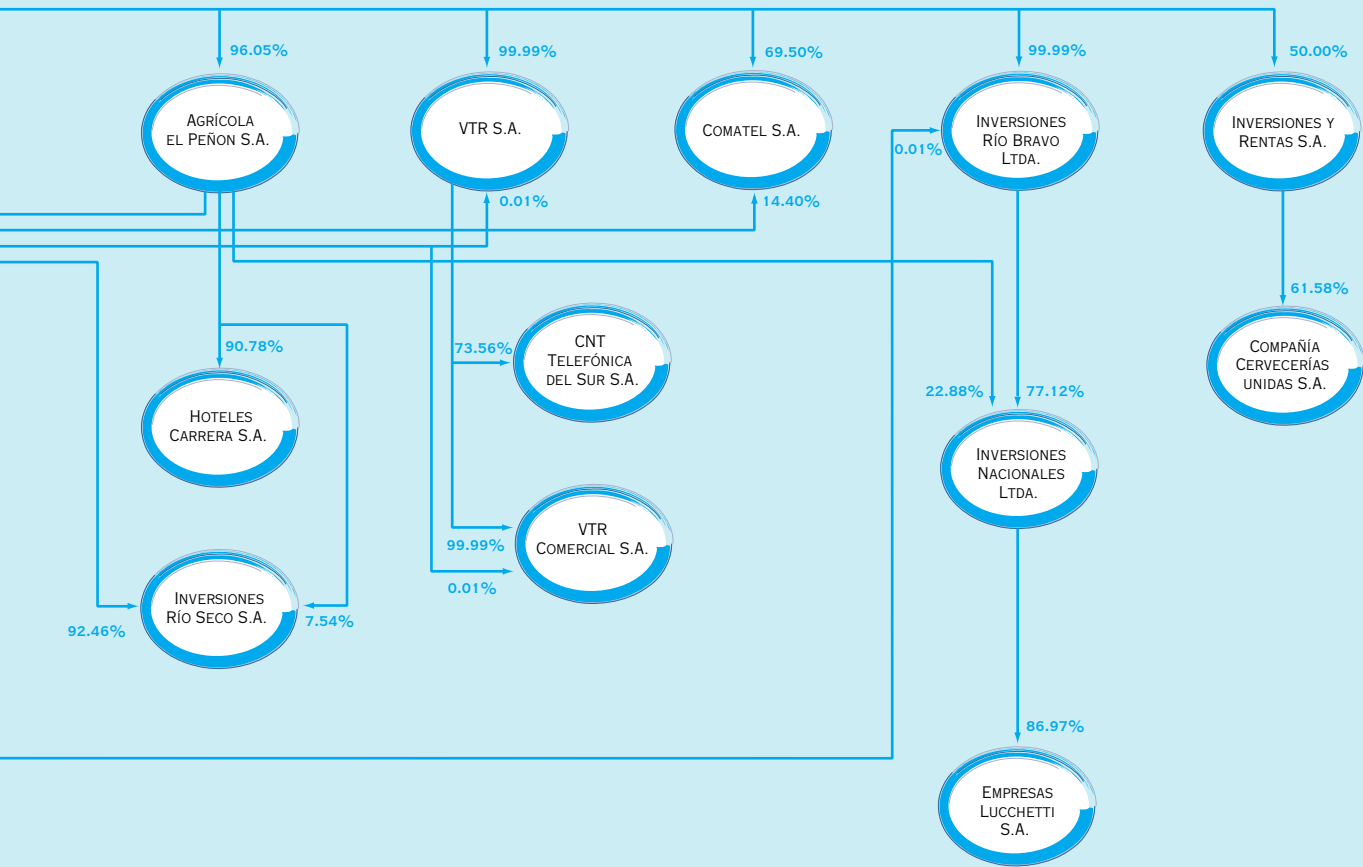 96.05%
99.99%
69.50%
99.99%
50.00%
AGRÍCOLA
EL PEÑON S.A.
VTR S.A.
COMATEL S.A.
INVERSIONES
RÍO BRAVO
LTDA.
INVERSIONES Y
RENTAS S.A.
0.01%
0.01%
14.40%
61.58%
90.78%
73.56%
CNT
TELEFÓNICA
DEL SUR S.A.
COMPAÑÍA
CERVECERÍAS
UNIDAS S.A.
22.88%
77.12%
HOTELES
CARRERA S.A.
INVERSIONES
NACIONALES
LTDA.
VTR
COMERCIAL S.A.
99.99%
0.01%
INVERSIONES
RÍO SECO S.A.
92.46%
7.54%
86.97%
EMPRESAS
LUCCHETTI
S.A.